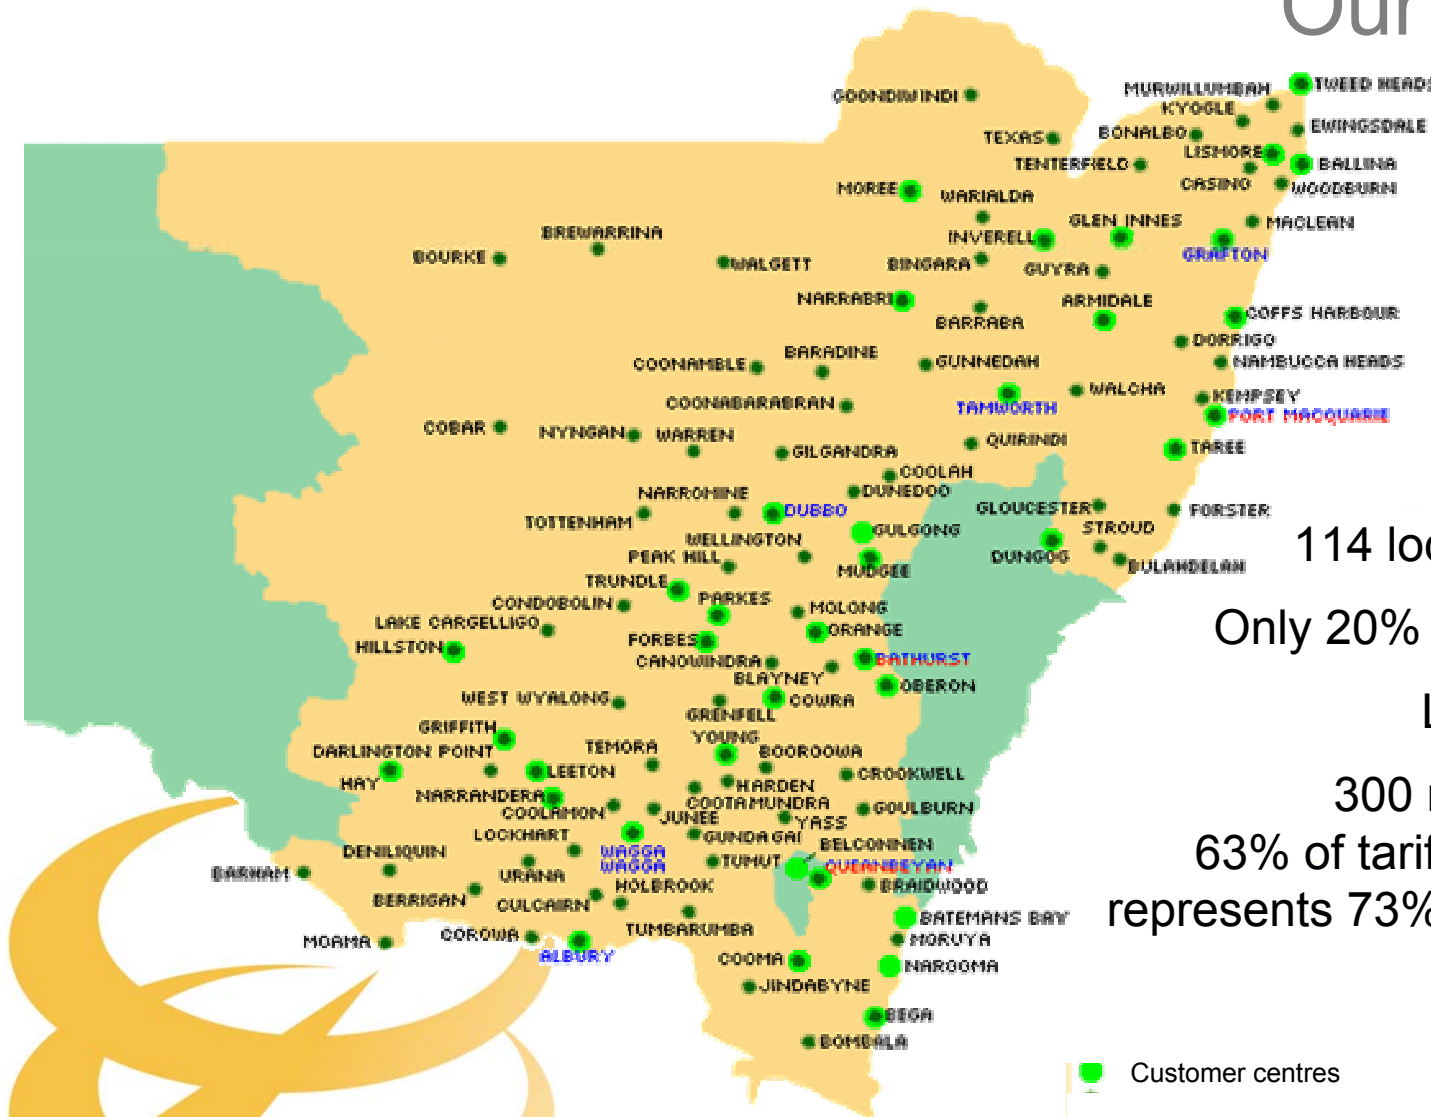 Our
GOONDIWINDI
MURWILLUMBAH
TWEED HEADS
KYOGLE
TEXAS
BONALBO
EWINGSDALE
LISMORE
TENTERFIELD
BALLINA
CASINO
WOODBURN
MOREE
WARIALDA
GLEN INNES
MACLEAN
BREWARRINA
INVERELL
GRAFTON
BOURKE
WALGETT
BINGARA
GUYRA
NARRABRI
ARMIDALE
BARRABA
COFFS HARBOUR
DORRIGO
BARADINE
COONAMBLE
GUNNEDAH
NAMBUCCA HEADS
WALCHA
KEMPSEY
COONABARABRAN
TAMWORTH
PORT MACQUARIE
COBAR
NYNGAN
WARREN
QUIRINDI
GILGANDRA
TAREE
COOLAH
NARROMINE
DUNEDOO
DUBBO
GLOUCESTER
FORSTER
TOTTENHAM
GULGONG
STROUD
WELLINGTON
114 loc
PEAK HILL
MUDGEE
DUNGOG
BULAHDELAH
TRUNDLE
CONDOBOLIN
PARKES
MOLONG
LAKE CARGELLIGO
Only 20%
HILLSTON
FORBES
ORANGE
CANOWINDRA
BATHURST
BLAYNEY
OBERON
WEST WYALONG
COWRA
GRENFELL
L
GRIFFITH
YOUNG
DARLINGTON POINT
TEMORA
BOOROOWA
HAY
LEETON
CROOKWELL
HARDEN
NARRANDERA
COOTAMUNDRA
300 r
COOLAMON
JUNEE
YASS
GOULBURN
LOCKHART
GUNDAGAI
BELCONNEN
DENILIQUIN
WAGGA
WAGGA
TUMUT
QUEANBEYAN
63% of tarif
BARHAM
URANA
HOLBROOK
BRAIDWOOD
BERRIGAN
CULCAIRN
represents 73%
BATEMANS BAY
TUMBARUMBA
MOAMA
COROWA
MORUYA
ALBURY
COOMA
NAROOMA
JINDABYNE
BEGA
BOMBALA
Customer centres